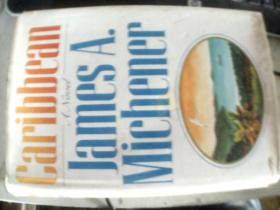 Caribbean
A Novel
James A.
Michener